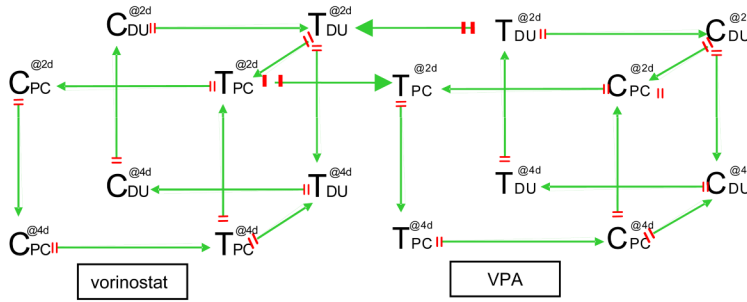 C DU @2d T DU @2d T DU @2d C DU @2d
C PC @2d T PC @2d T PC @2d C PC @2d
C DU @4d T DU @4d T DU @4d C DU @4
C PC @4d T PC @4d T PC @4d C PC @4d
vorinostat VPA